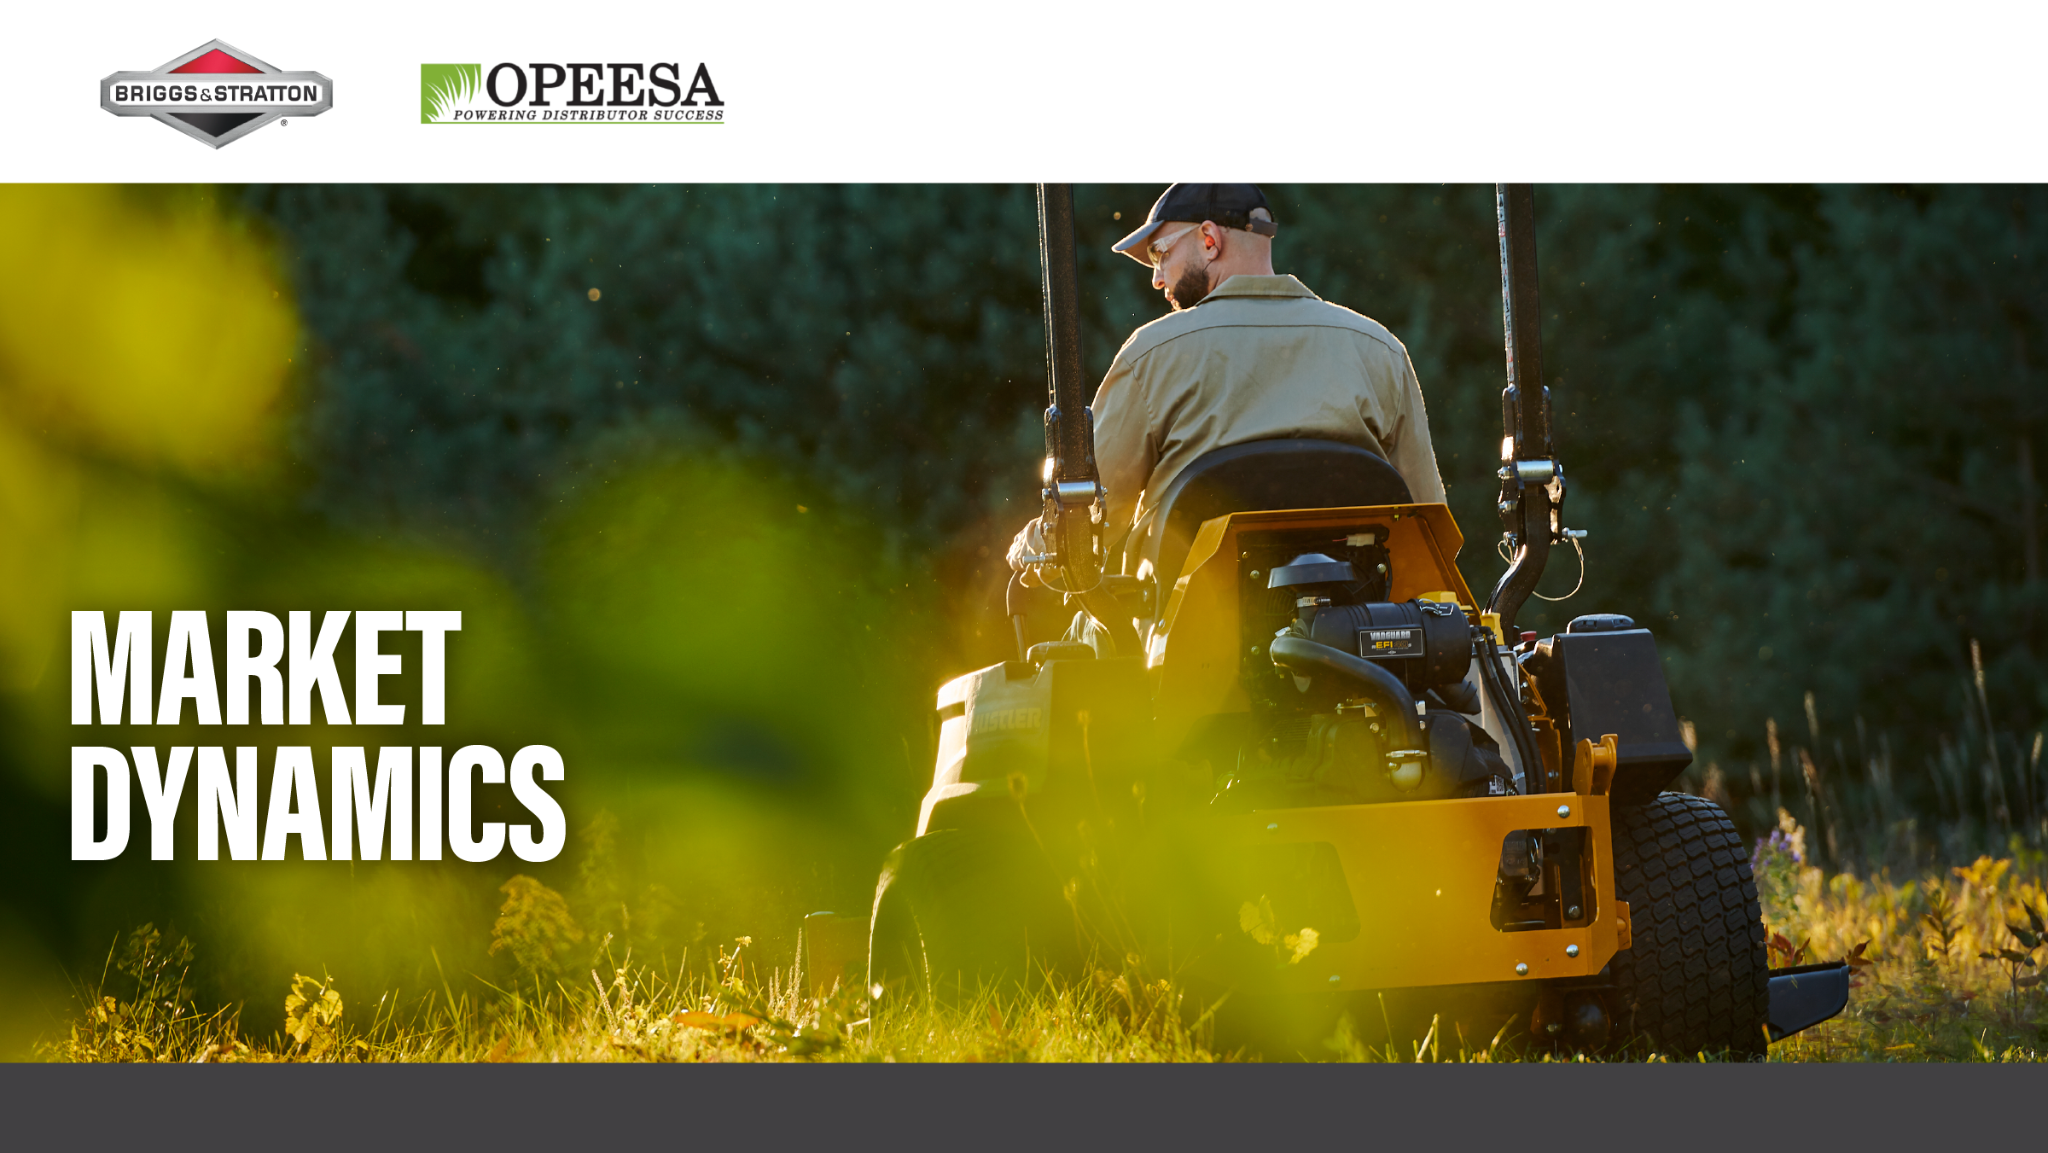 BRIGGS&STRATTON
®
OPEESA
POWERING DISTRIBUTOR SUCCESS
VANGUARD
EFI
HUSTLER
MARKET
DYNAMICS